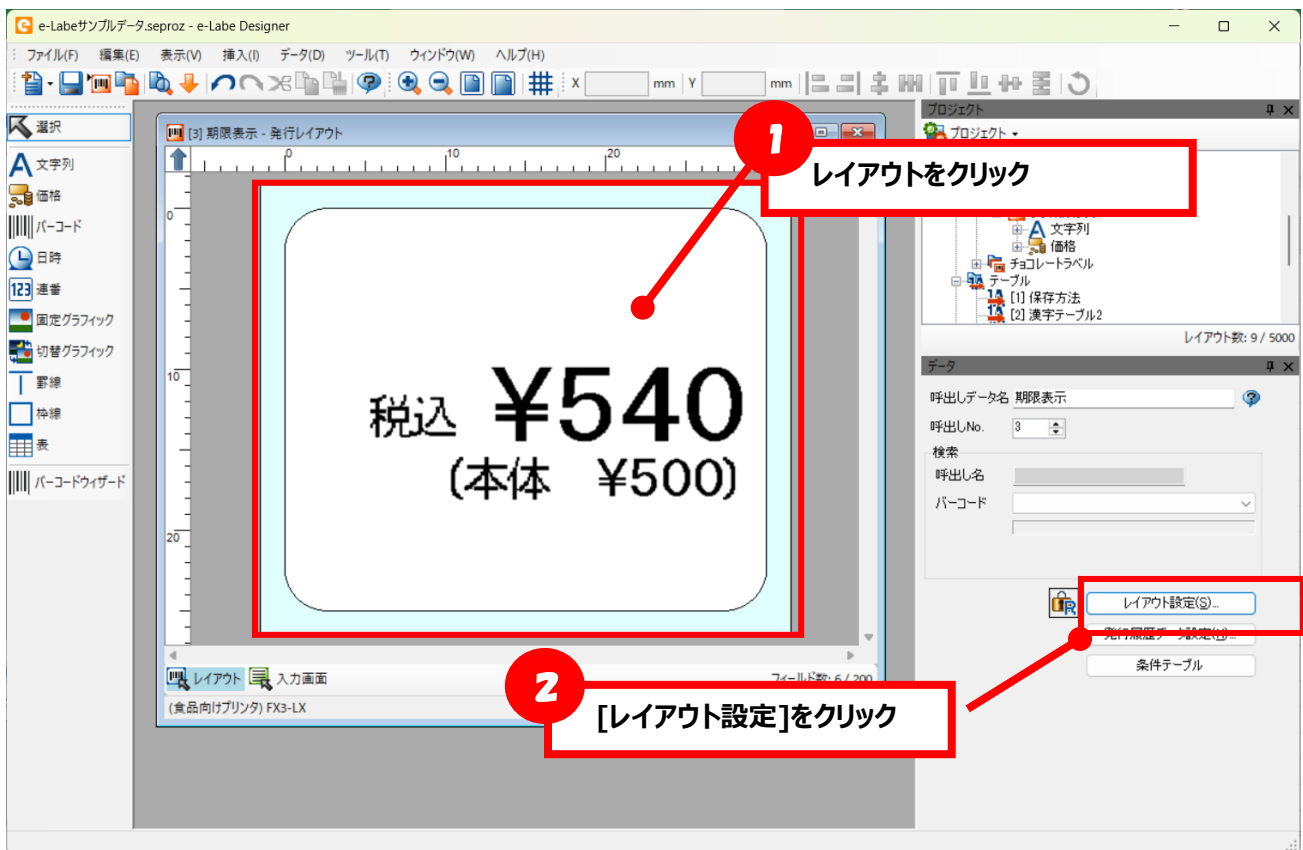 e-Labeサンプルデータ.seproz - e-Labe Designer
ファイル(F) 編集(E) 表示(V) 挿入(I) データ(D) ツール(T) ウィンドウ(W) ヘルプ(H)
X mm Y mm
選択
文字列
価格
バーコード
日時
123 連番
固定グラフィック
切替グラフィック
罫線
枠線
表
バーコードウィザード
[3] 期限表示 - 発行レイアウト
0 10 20
0
10
20
税込 ¥540
(本体 ¥500)
レイアウト 入力画面 フィールド数: 6 / 200
(食品向けプリンタ) FX3-LX
1
レイアウトをクリック
2
[レイアウト設定]をクリック
プロジェクト
プロジェクト
文字列
価格
チョコレートラベル
テーブル
[1] 保存方法
[2] 漢字テーブル2
レイアウト数: 9 / 5000
データ
呼出しデータ名 期限表示
呼出しNo. 3
検索
呼出し名
バーコード
レイアウト設定(S)...
発行履歴データ設定(H)...
条件テーブル